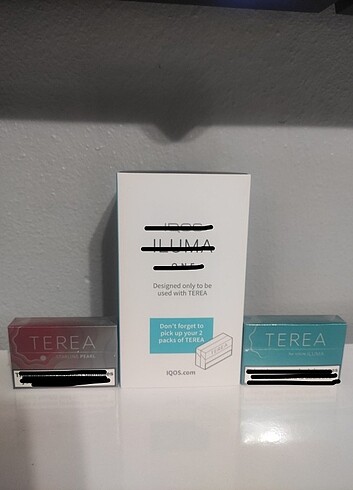 IQOS
ILUMA
ONE
Designed only to be
used with TEREA
Don't forget to
pick up your 2
packs of TEREA
TEREA
IQOS.com
TEREA
PEARL
TEREA